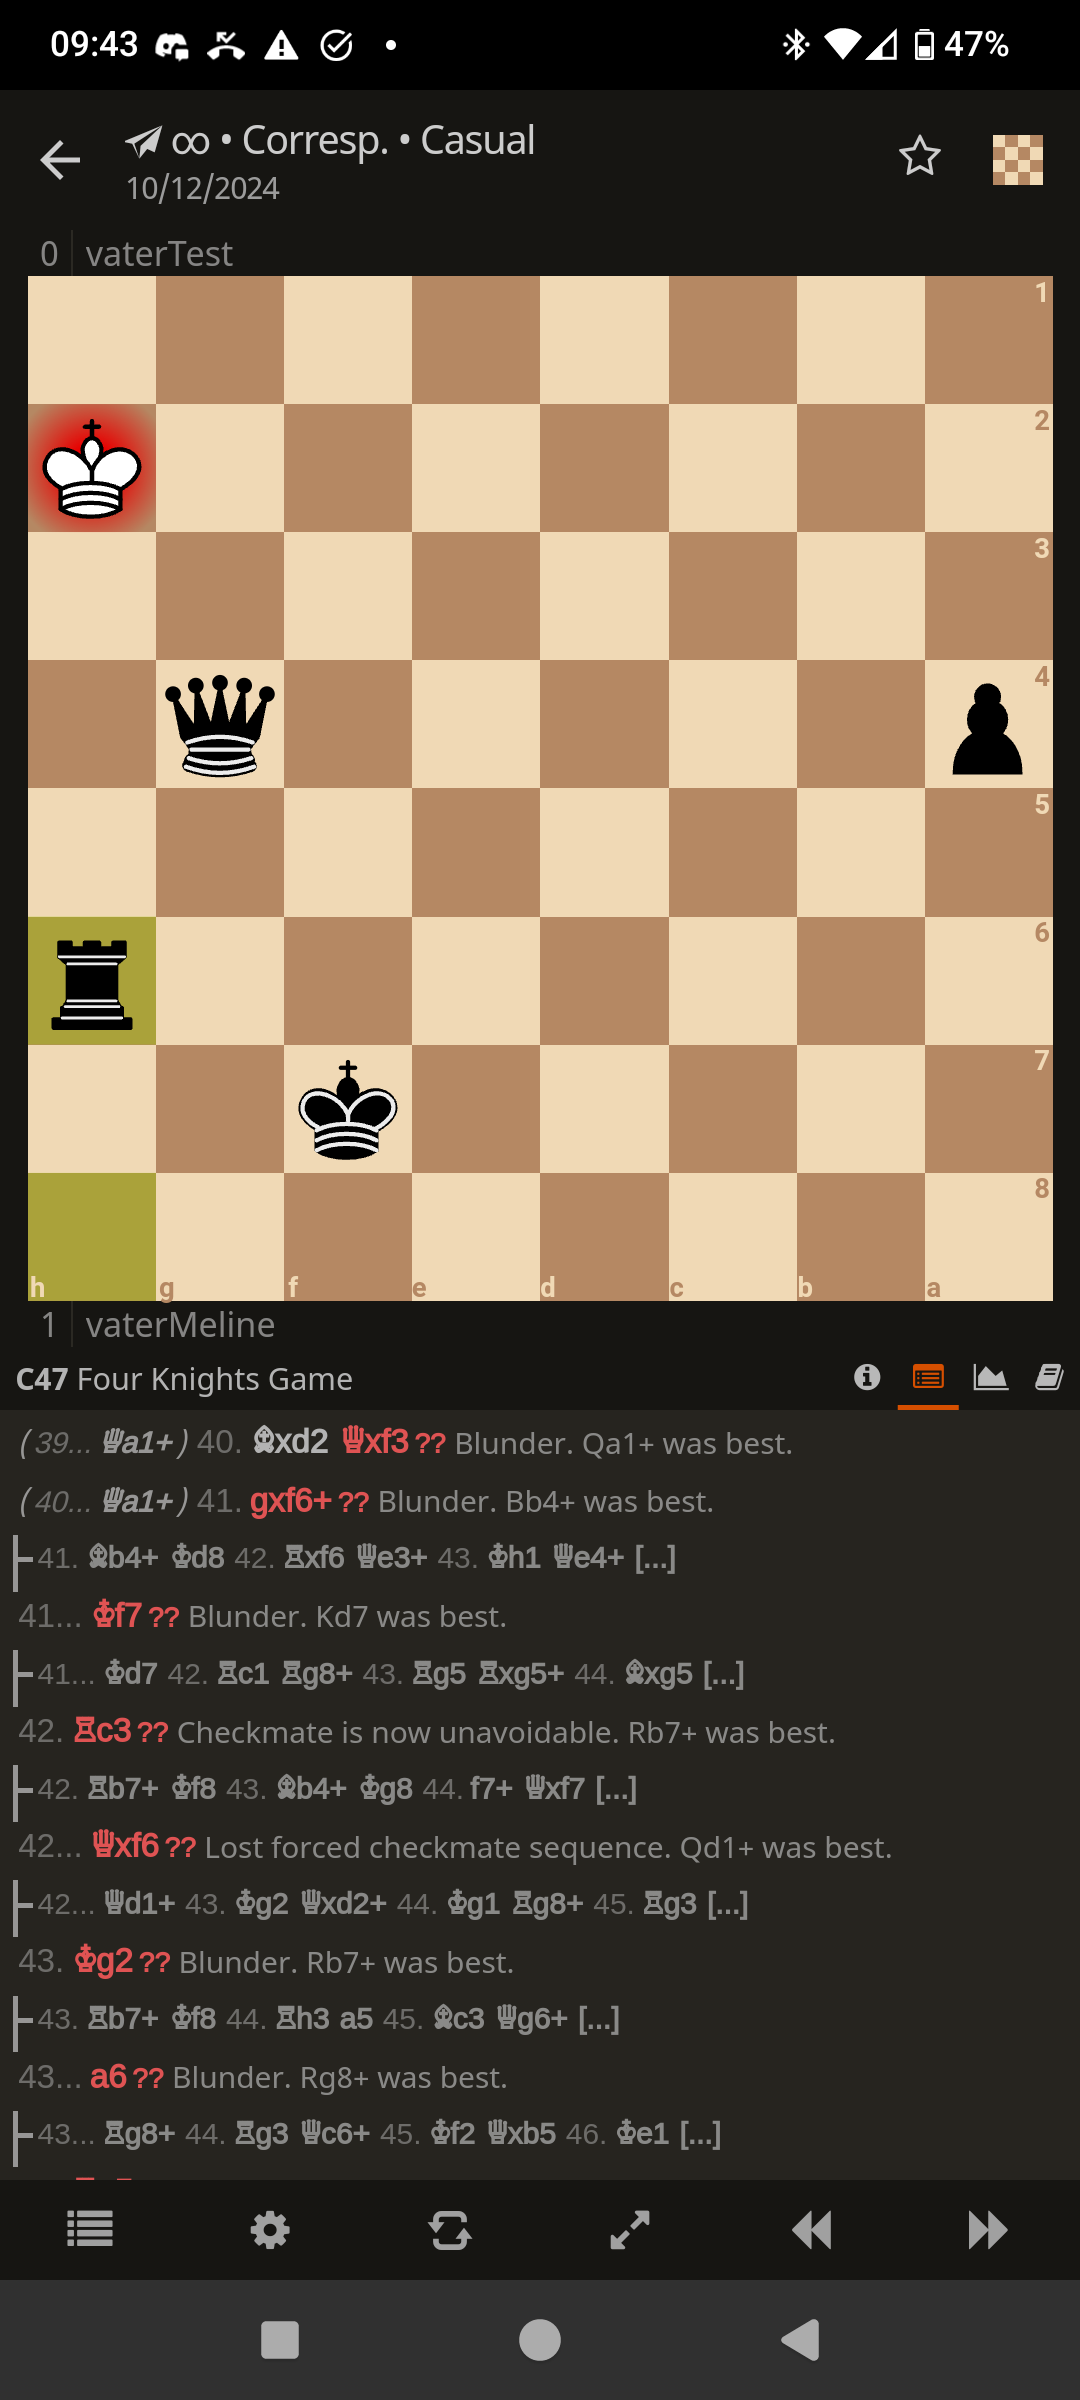 09:43 47%
∞ • Corresp. • Casual
10/12/2024
0 vaterTest
1
2
3
4
5
6
7
8
h g f e d c b a
1 vaterMeline
C47 Four Knights Game
(39... ♛a1+) 40. ♝xd2 ♛xf3 ?? Blunder. Qa1+ was best.
(40... ♛a1+) 41. gxf6+ ?? Blunder. Bb4+ was best.
41. ♝b4+ ♚d8 42. ♜xf6 ♛e3+ 43. ♚h1 ♛e4+ [...]
41... ♚f7 ?? Blunder. Kd7 was best.
41... ♚d7 42. ♜c1 ♜g8+ 43. ♜g5 ♜xg5+ 44. ♝xg5 [...]
42. ♜c3 ?? Checkmate is now unavoidable. Rb7+ was best.
42. ♜b7+ ♚f8 43. ♝b4+ ♚g8 44. f7+ ♛xf7 [...]
42... ♛xf6 ?? Lost forced checkmate sequence. Qd1+ was best.
42... ♛d1+ 43. ♚g2 ♛xd2+ 44. ♚g1 ♜g8+ 45. ♜g3 [...]
43. ♚g2 ?? Blunder. Rb7+ was best.
43. ♜b7+ ♚f8 44. ♜h3 a5 45. ♝c3 ♛g6+ [...]
43... a6 ?? Blunder. Rg8+ was best.
43... ♜g8+ 44. ♜g3 ♛c6+ 45. ♚f2 ♛xb5 46. ♚e1 [...]